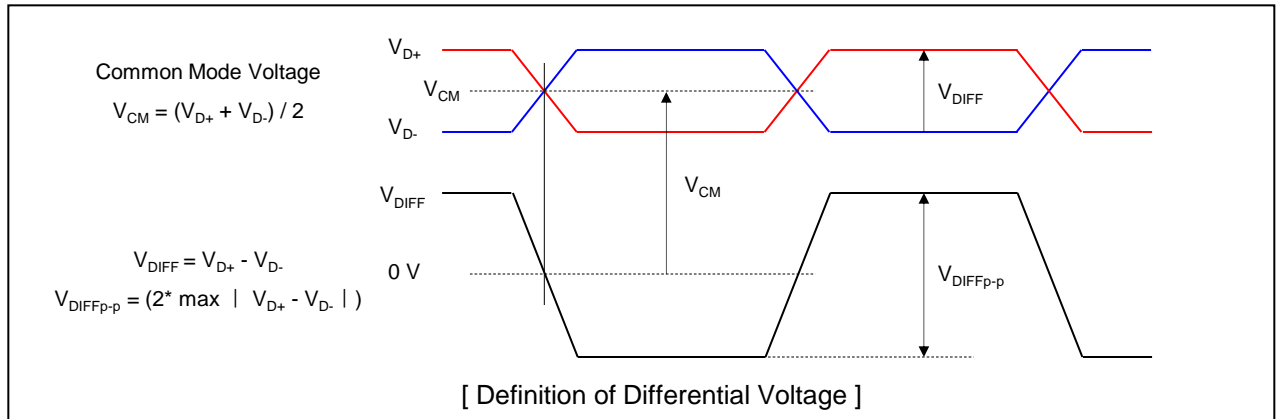 Common Mode Voltage
V_CM = (V_D+ + V_D-) / 2
V_D+
V_CM
V_D-
V_DIFF
V_CM
V_DIFF
0 V
V_DIFF = V_D+ - V_D-
V_DIFFp-p = (2* max | V_D+ - V_D- | )
V_DIFFp-p
[ Definition of Differential Voltage ]